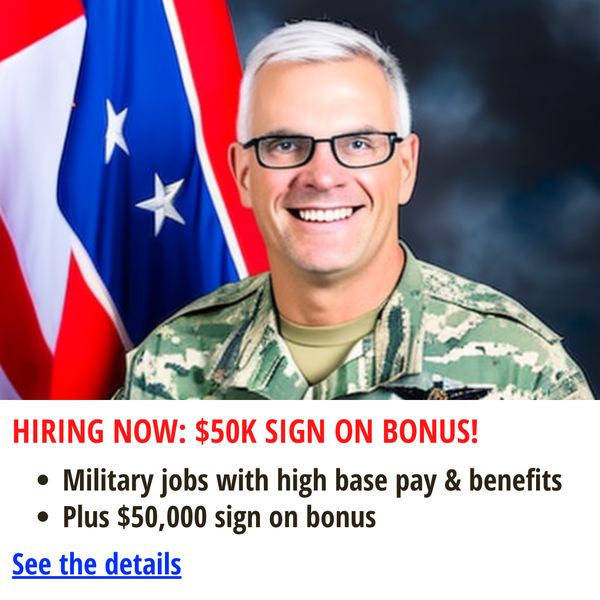 HIRING NOW: $50K SIGN ON BONUS!
• Military jobs with high base pay & benefits
• Plus $50,000 sign on bonus
See the details